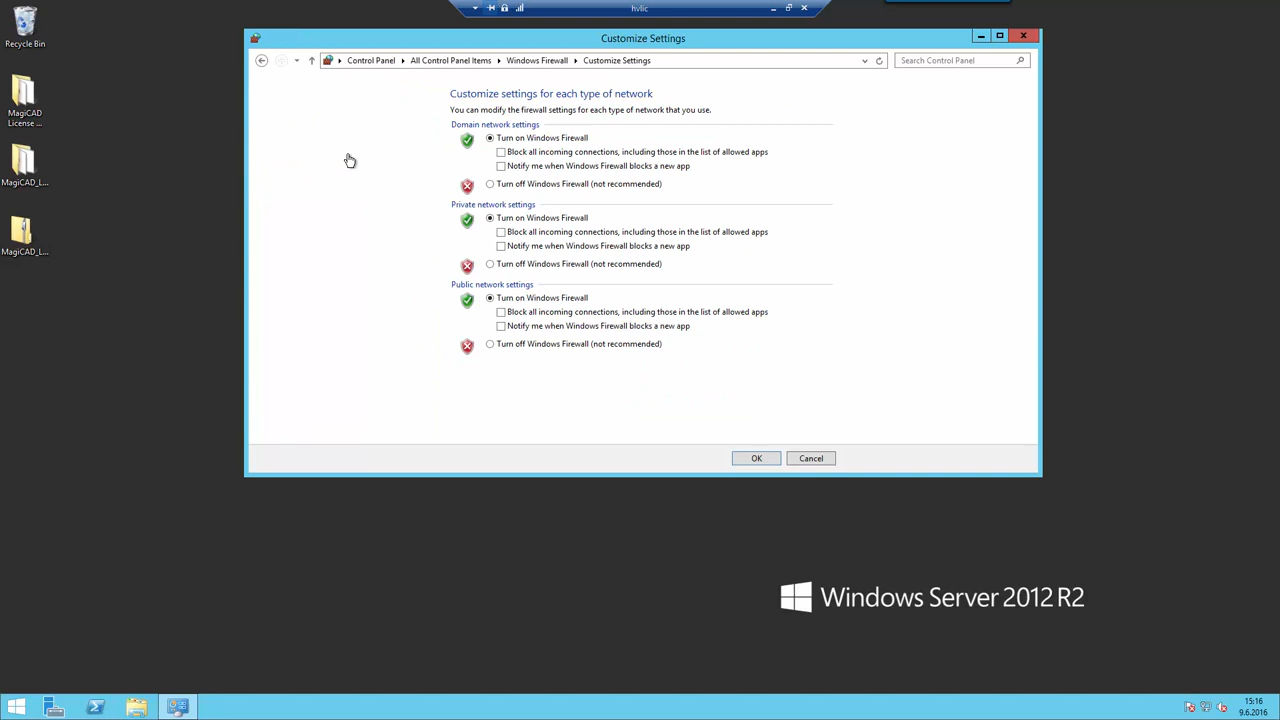 hvlic
Recycle Bin
MagiCAD
License ...
MagiCAD_L...
MagiCAD_L...
Customize Settings
Control Panel
All Control Panel Items
Windows Firewall
Customize Settings
Search Control Panel
Customize settings for each type of network
You can modify the firewall settings for each type of network that you use.
Domain network settings
Turn on Windows Firewall
Block all incoming connections, including those in the list of allowed apps
Notify me when Windows Firewall blocks a new app
Turn off Windows Firewall (not recommended)
Private network settings
Turn on Windows Firewall
Block all incoming connections, including those in the list of allowed apps
Notify me when Windows Firewall blocks a new app
Turn off Windows Firewall (not recommended)
Public network settings
Turn on Windows Firewall
Block all incoming connections, including those in the list of allowed apps
Notify me when Windows Firewall blocks a new app
Turn off Windows Firewall (not recommended)
OK
Cancel
Windows Server 2012 R2
15:16
9.6.2016